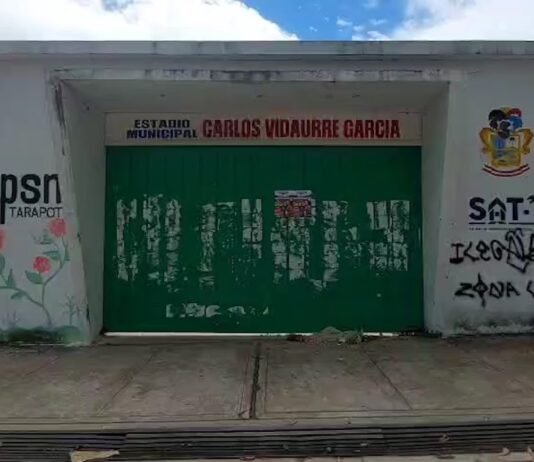 ESTADIO
MUNICIPAL CARLOS VIDAURRE GARCIA
psn
TARAPOT
SAT-T
ZONA